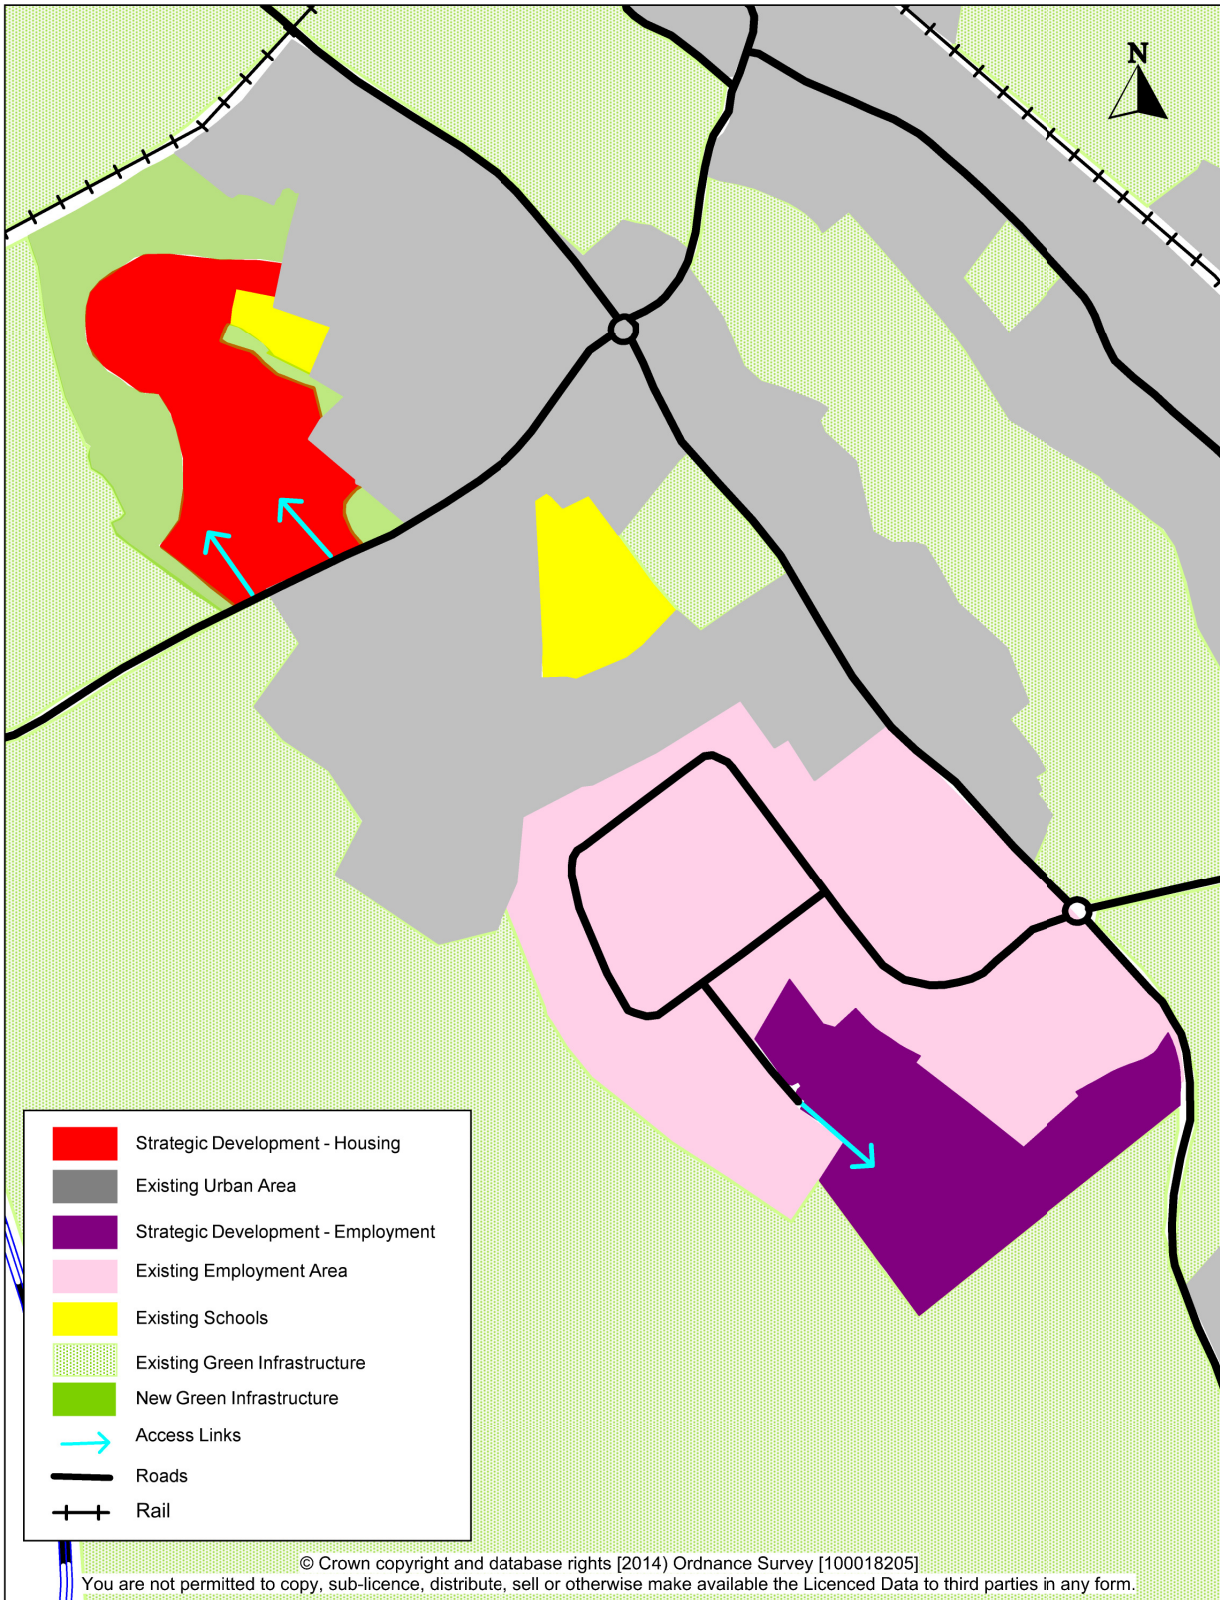 N
Strategic Development - Housing
Existing Urban Area
Strategic Development - Employment
Existing Employment Area
Existing Schools
Existing Green Infrastructure
New Green Infrastructure
Access Links
Roads
Rail
© Crown copyright and database rights [2014) Ordnance Survey [100018205]
You are not permitted to copy, sub-licence, distribute, sell or otherwise make available the Licenced Data to third parties in any form.